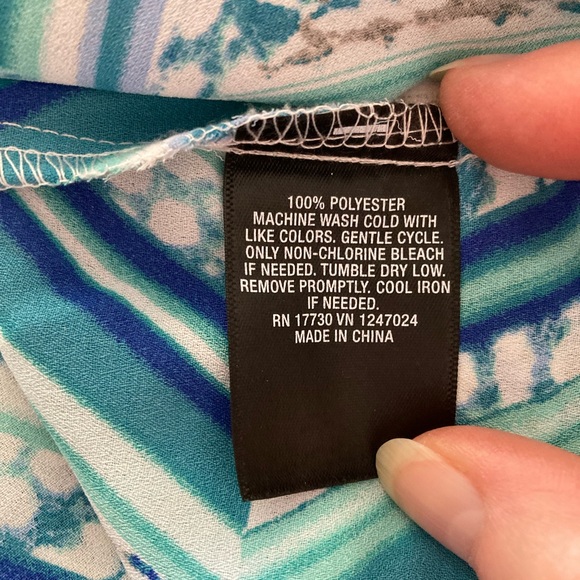 100% POLYESTER
MACHINE WASH COLD WITH
LIKE COLORS. GENTLE CYCLE.
ONLY NON-CHLORINE BLEACH
IF NEEDED. TUMBLE DRY LOW.
REMOVE PROMPTLY. COOL IRON
IF NEEDED.
RN 17730 VN 1247024
MADE IN CHINA